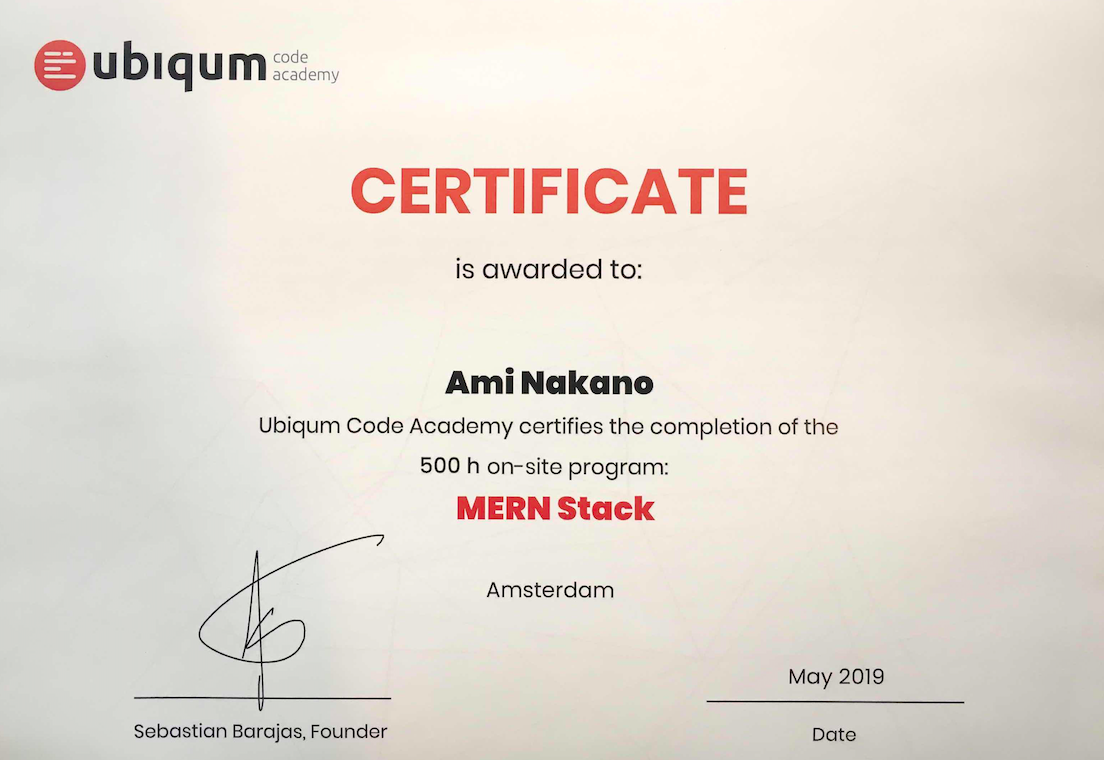 ubiqum code academy
CERTIFICATE
is awarded to:
Ami Nakano
Ubiqum Code Academy certifies the completion of the
500 h on-site program:
MERN Stack
Amsterdam
May 2019
Sebastian Barajas, Founder
Date